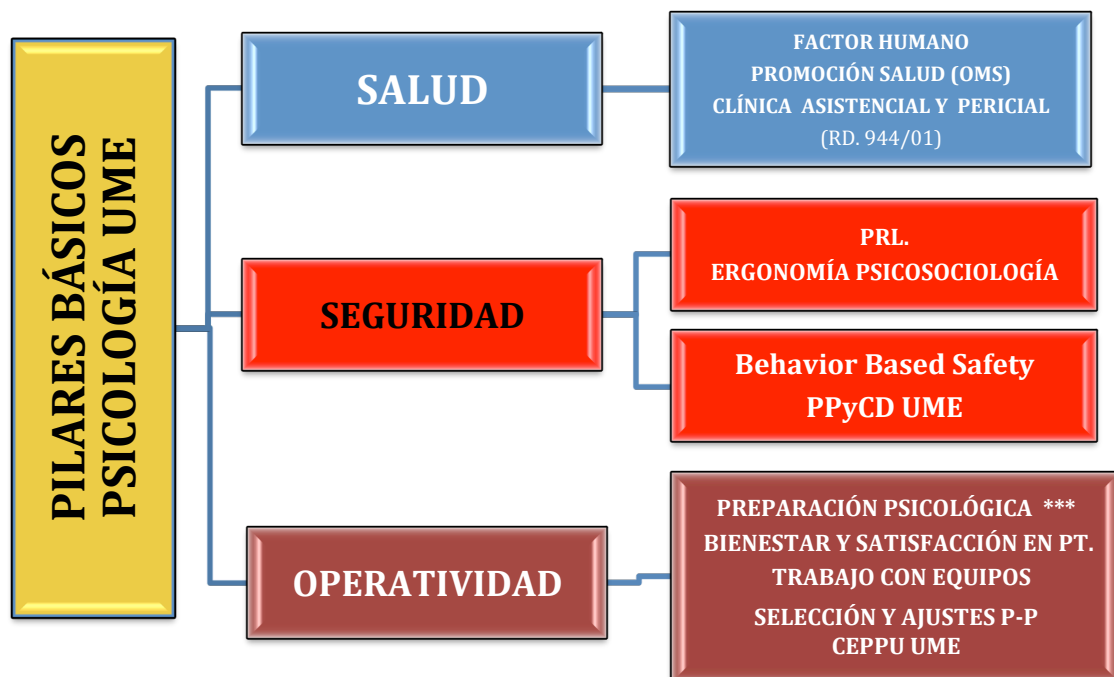 PILARES BÁSICOS
PSICOLOGÍA UME
SALUD
FACTOR HUMANO
PROMOCIÓN SALUD (OMS)
CLÍNICA ASISTENCIAL Y PERICIAL
(RD. 944/01)
SEGURIDAD
PRL.
ERGONOMÍA PSICOSOCIOLOGÍA
Behavior Based Safety
PPyCD UME
OPERATIVIDAD
PREPARACIÓN PSICOLÓGICA ***
BIENESTAR Y SATISFACCIÓN EN PT.
TRABAJO CON EQUIPOS
SELECCIÓN Y AJUSTES P-P
CEPPU UME